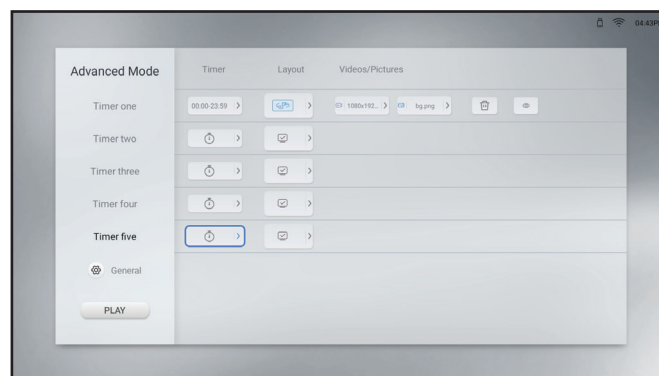 04:43P
Advanced Mode Timer Layout Videos/Pictures
Timer one 00:00-23:59 1080x192... bg.png
Timer two
Timer three
Timer four
Timer five
General
PLAY